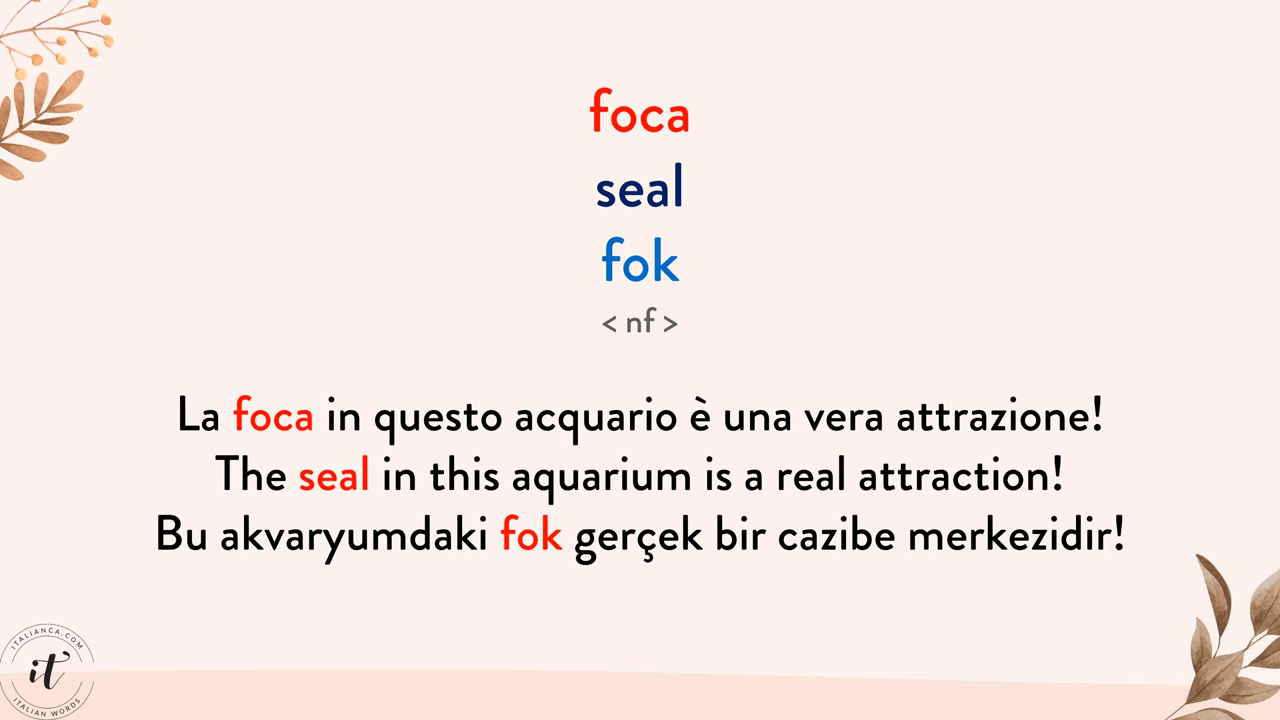 foca
seal
fok
< nf >
La foca in questo acquario è una vera attrazione!
The seal in this aquarium is a real attraction!
Bu akvaryumdaki fok gerçek bir cazibe merkezidir!
ITALIANCA.COM
it
ITALIAN WORDS